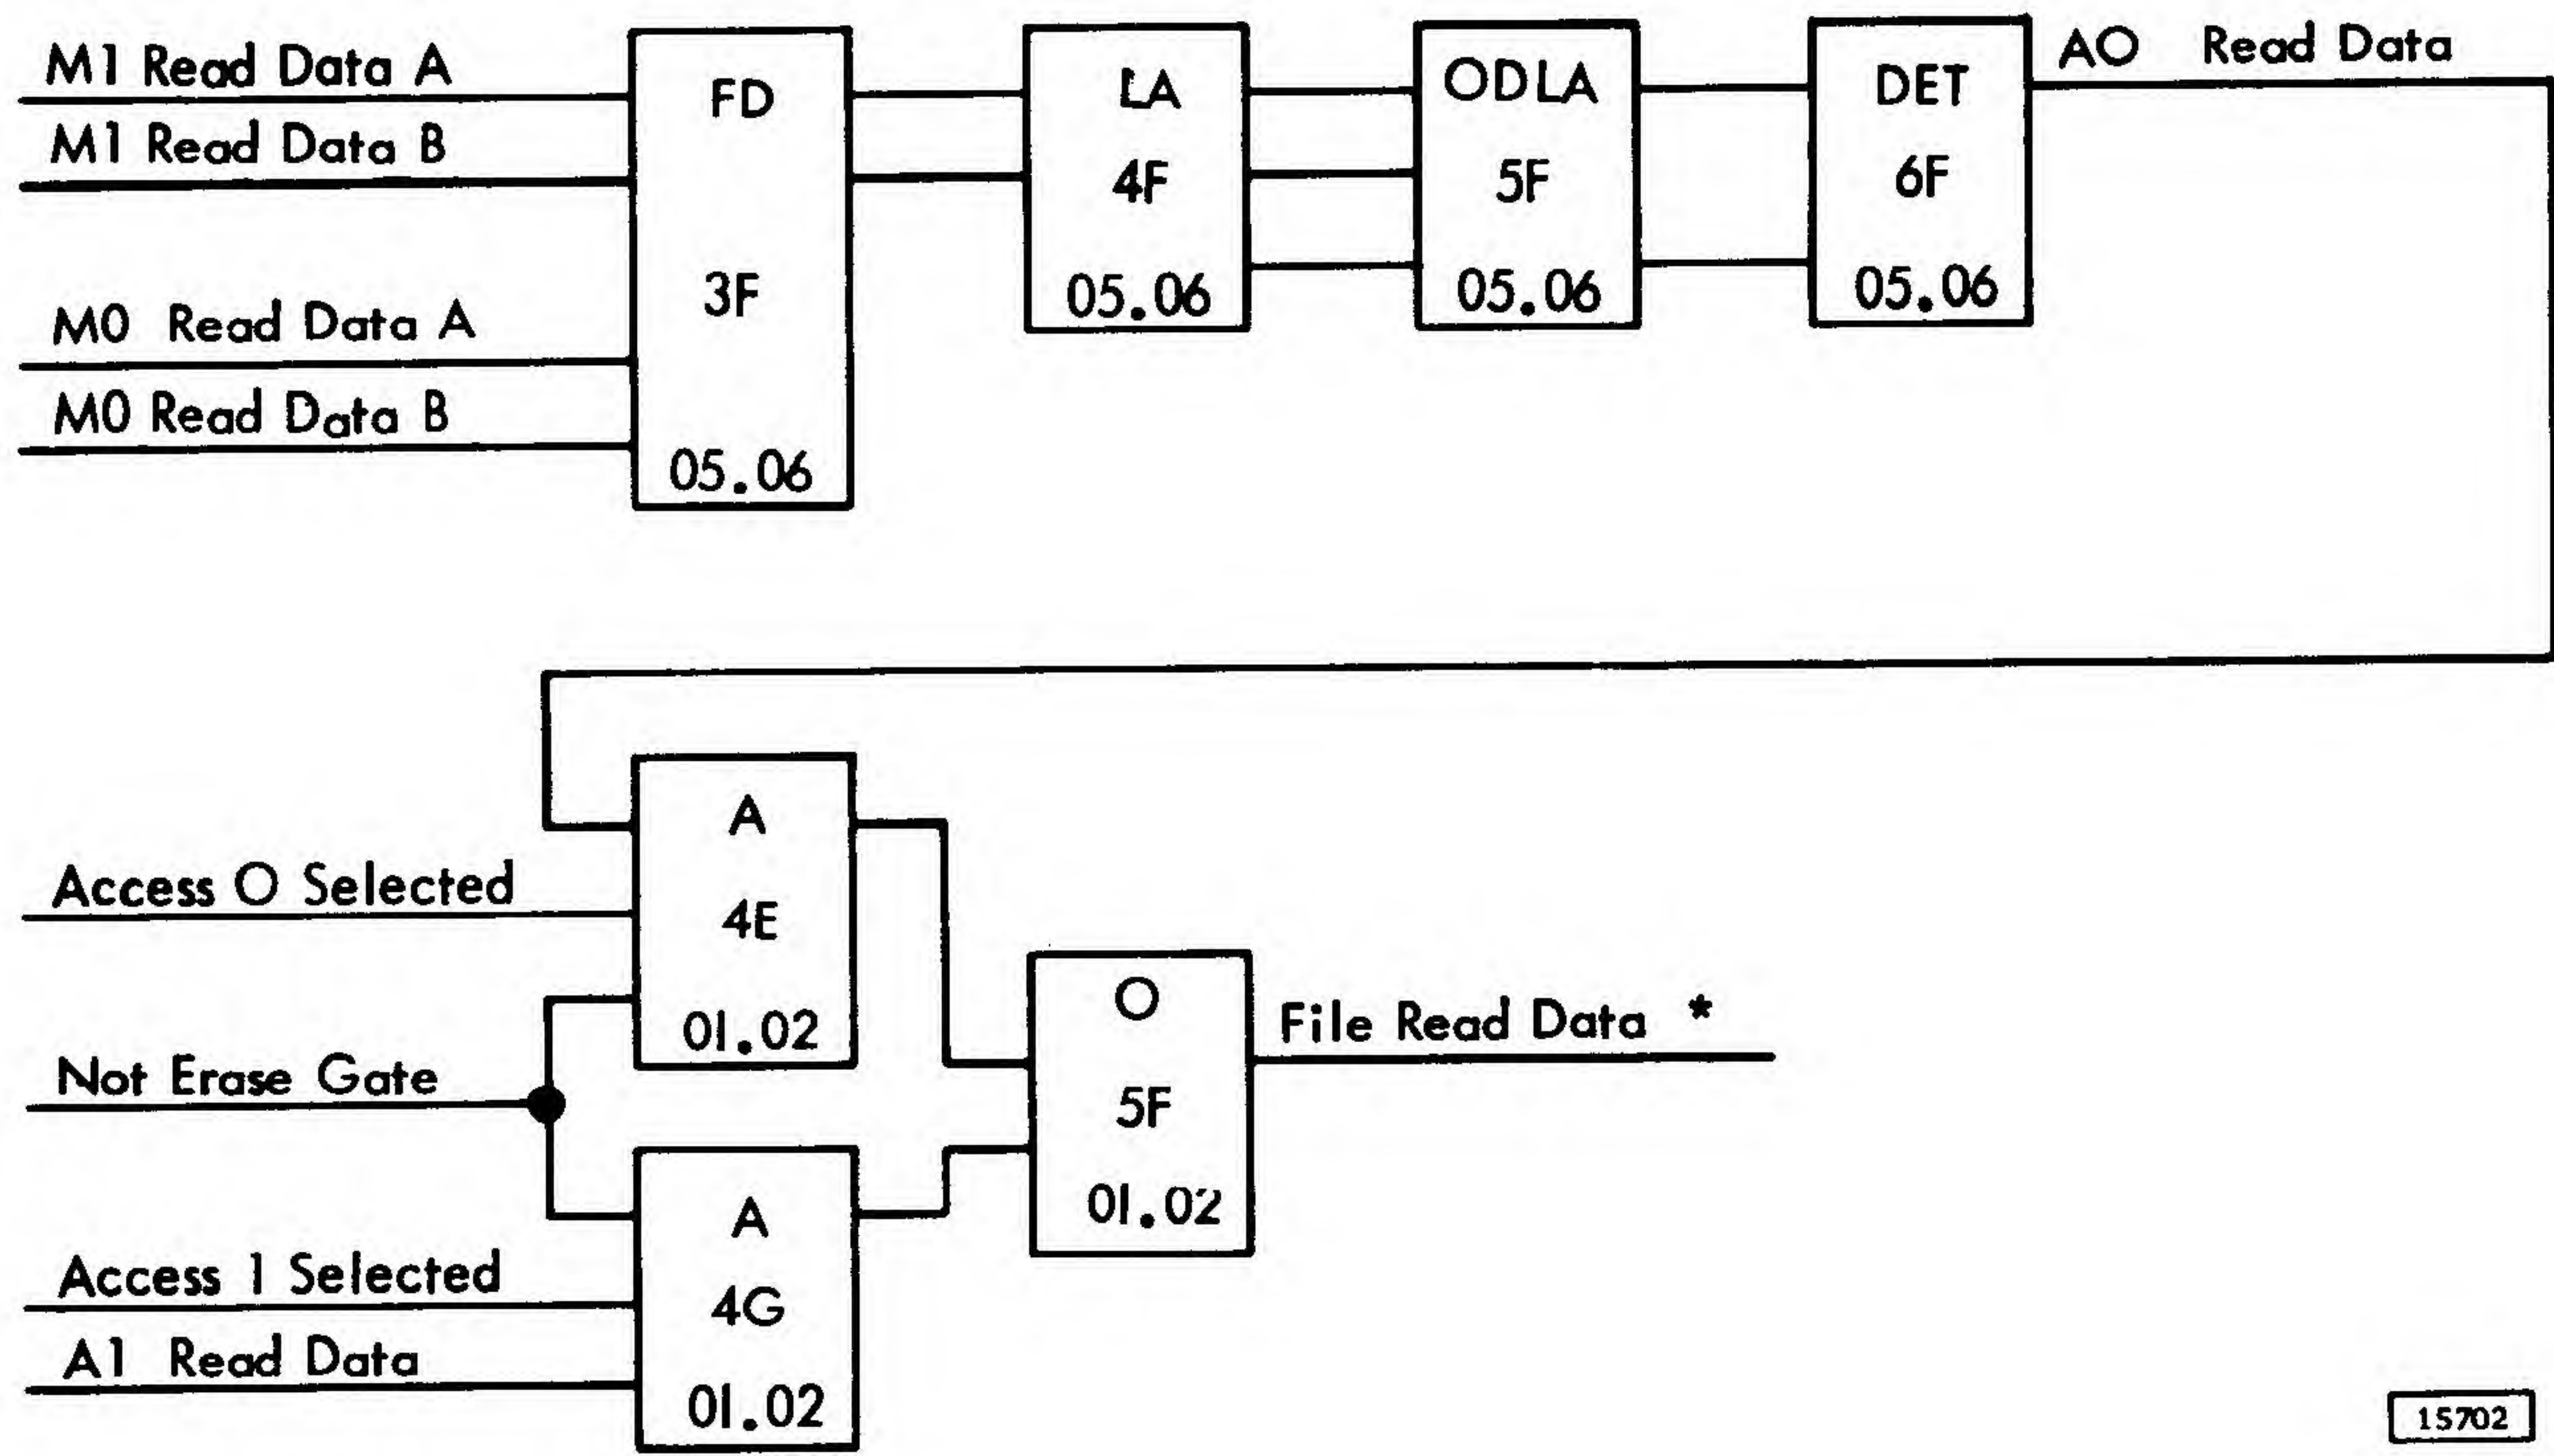 M1 Read Data A
M1 Read Data B
M0 Read Data A
M0 Read Data B
FD
3F
05.06
LA
4F
05.06
ODLA
5F
05.06
DET
6F
05.06
A0 Read Data
Access 0 Selected
Not Erase Gate
Access 1 Selected
A1 Read Data
A
4E
01.02
A
4G
01.02
O
5F
01.02
File Read Data *
15702